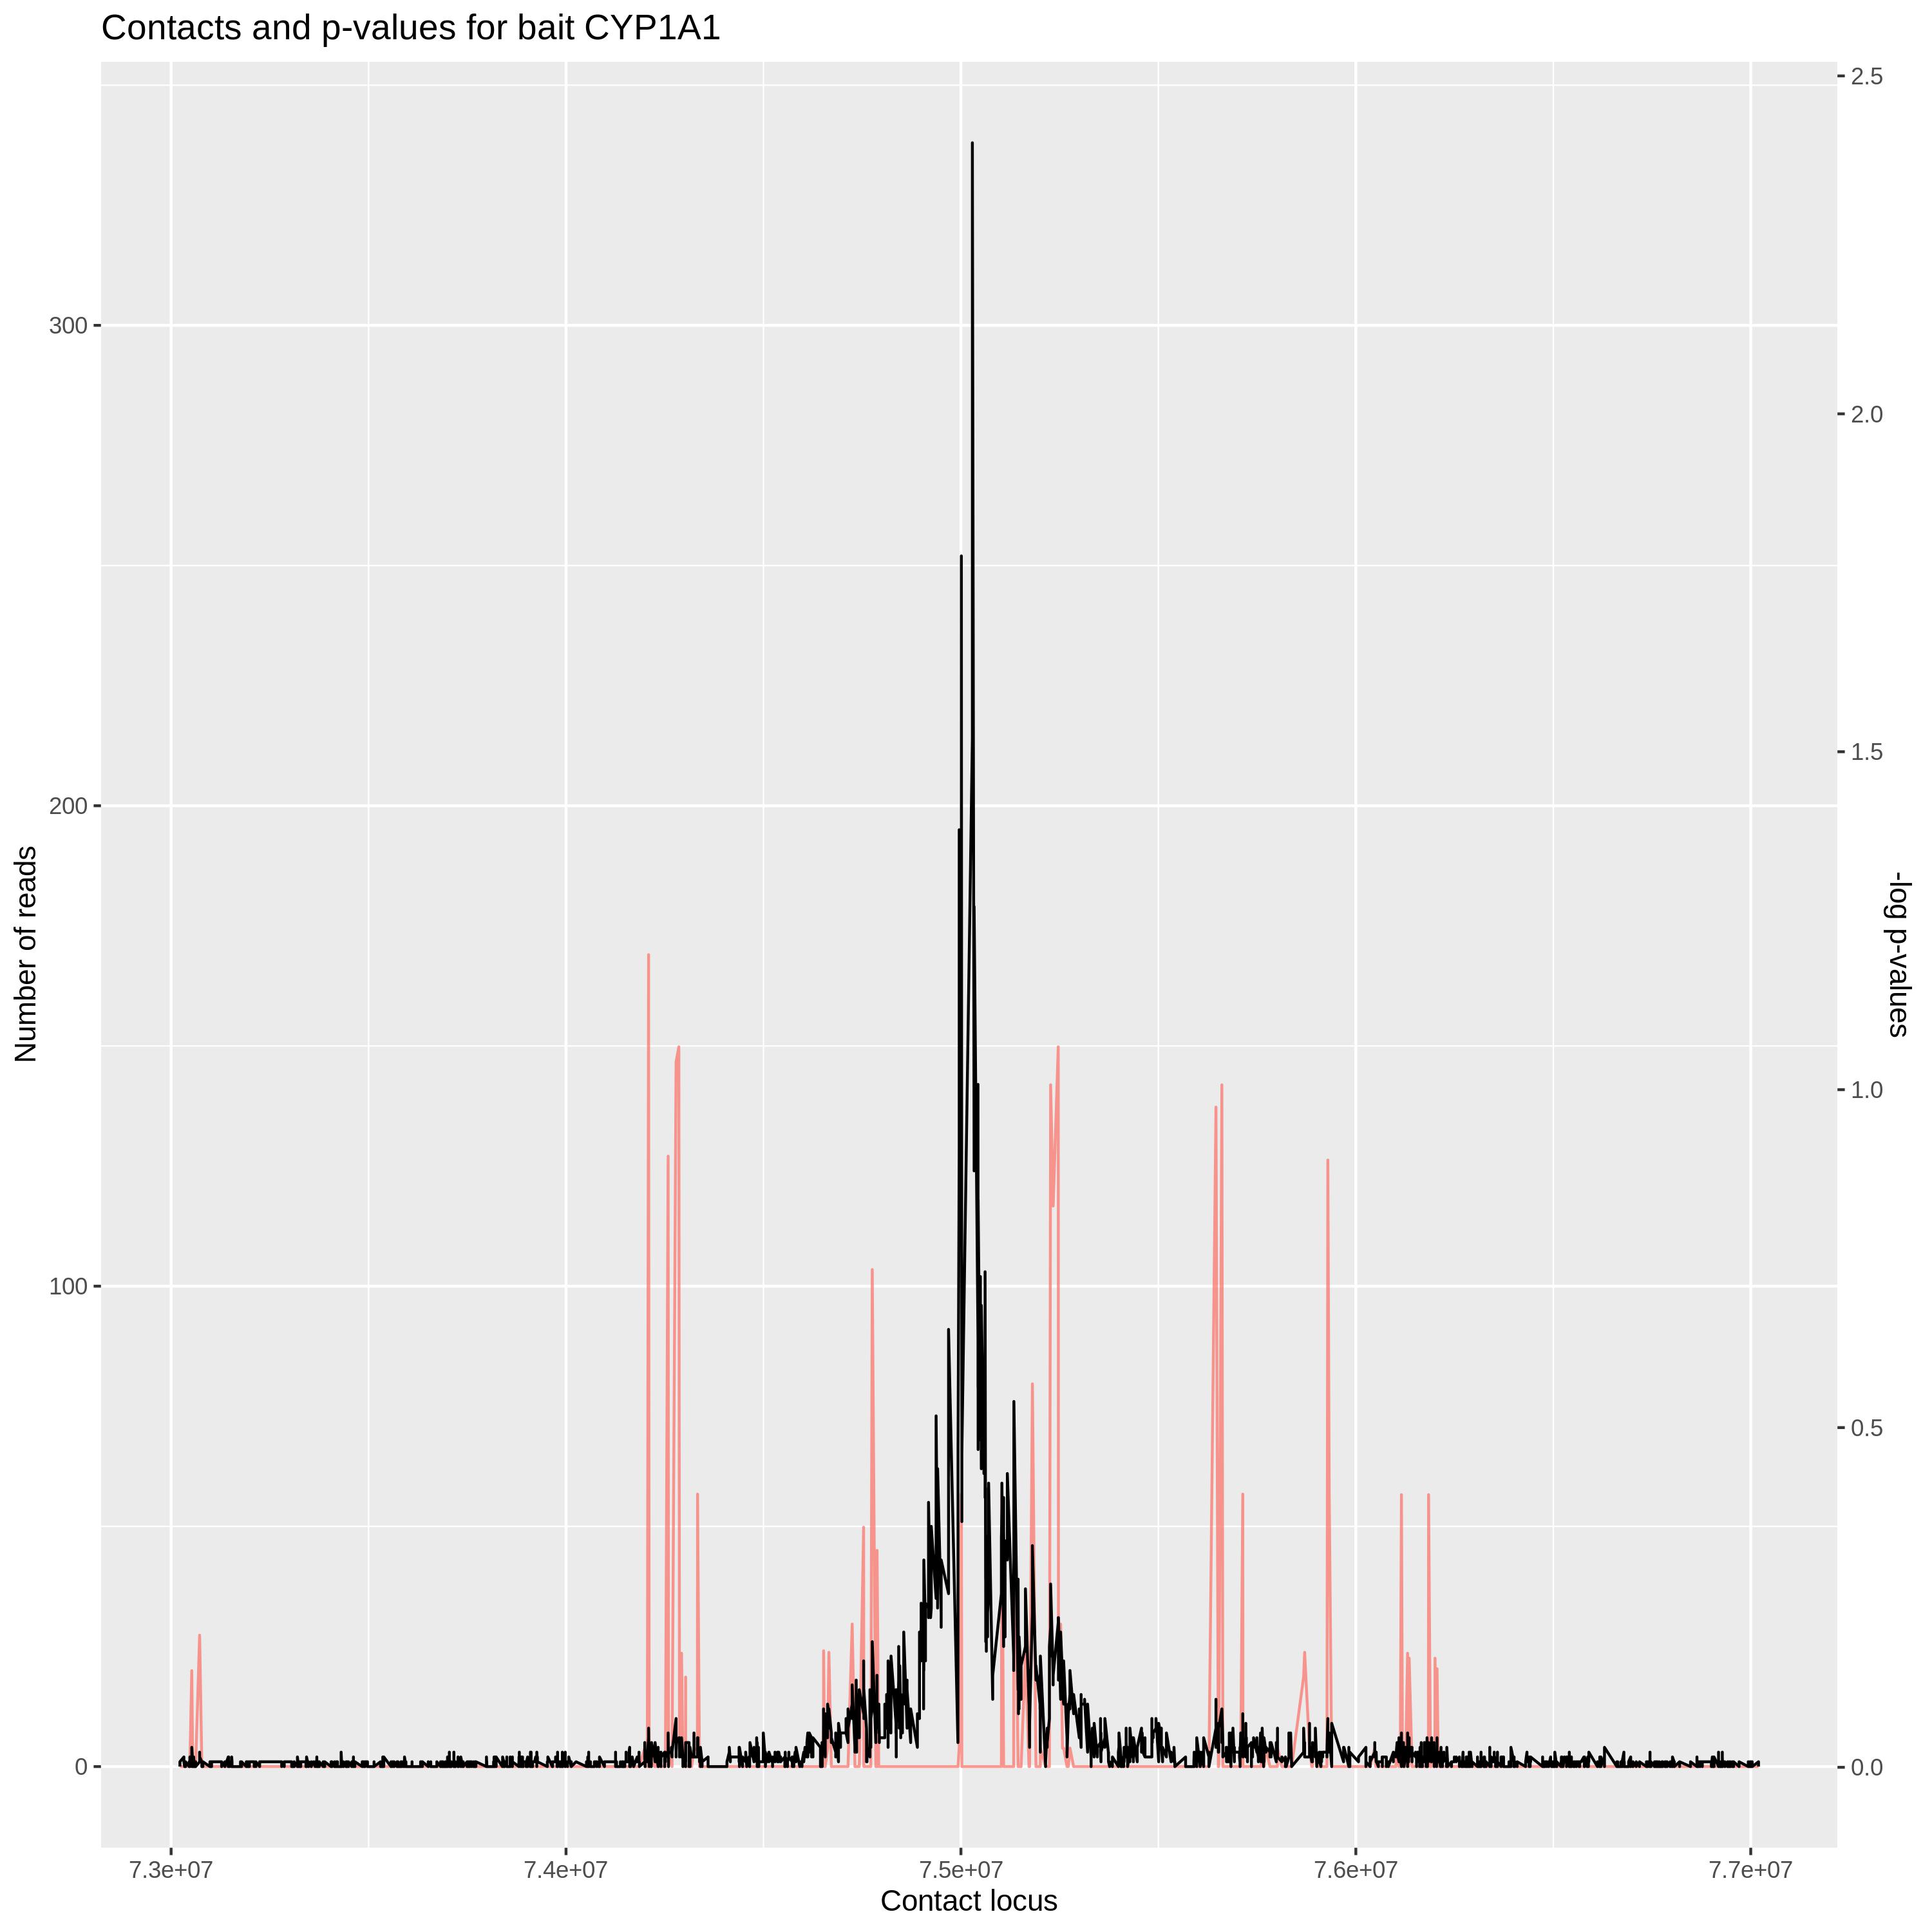 Contacts and p-values for bait CYP1A1
Number of reads
300
200
100
0
2.5
2.0
1.5
1.0
0.5
0.0
-log p-values
7.3e+07
7.4e+07
7.5e+07
7.6e+07
7.7e+07
Contact locus